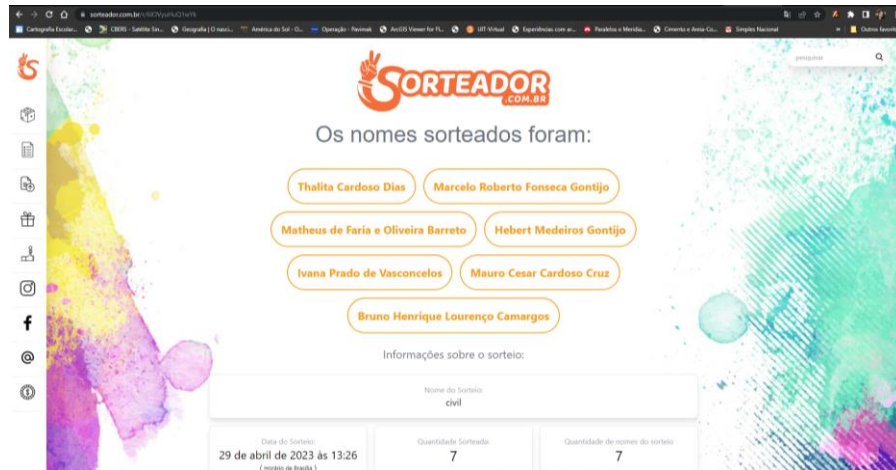 sorteador.com.br
pesquisar
SORTEADOR
.COM.BR
Os nomes sorteados foram:
Thalita Cardoso Dias
Marcelo Roberto Fonseca Gontijo
Matheus de Faria e Oliveira Barreto
Hebert Medeiros Gontijo
Ivana Prado de Vasconcelos
Mauro Cesar Cardoso Cruz
Bruno Henrique Lourenço Camargos
Informações sobre o sorteio:
Nome do Sorteio:
civil
Data do Sorteio:
29 de abril de 2023 às 13:26
( Horário de Brasília )
Quantidade Sorteada:
7
Quantidade de nomes do sorteio:
7